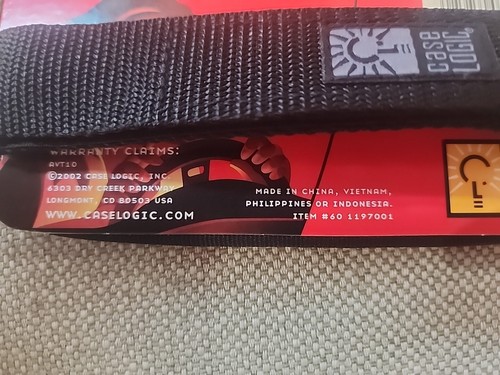 case
LOGIC
WARRANTY CLAIMS:
AVT10
©2002 CASE LOGIC, INC
6303 DRY CREEK PARKWAY
LONGMONT, CO 80503 USA
WWW.CASELOGIC.COM
MADE IN CHINA, VIETNAM,
PHILIPPINES OR INDONESIA.
ITEM #60 1197001